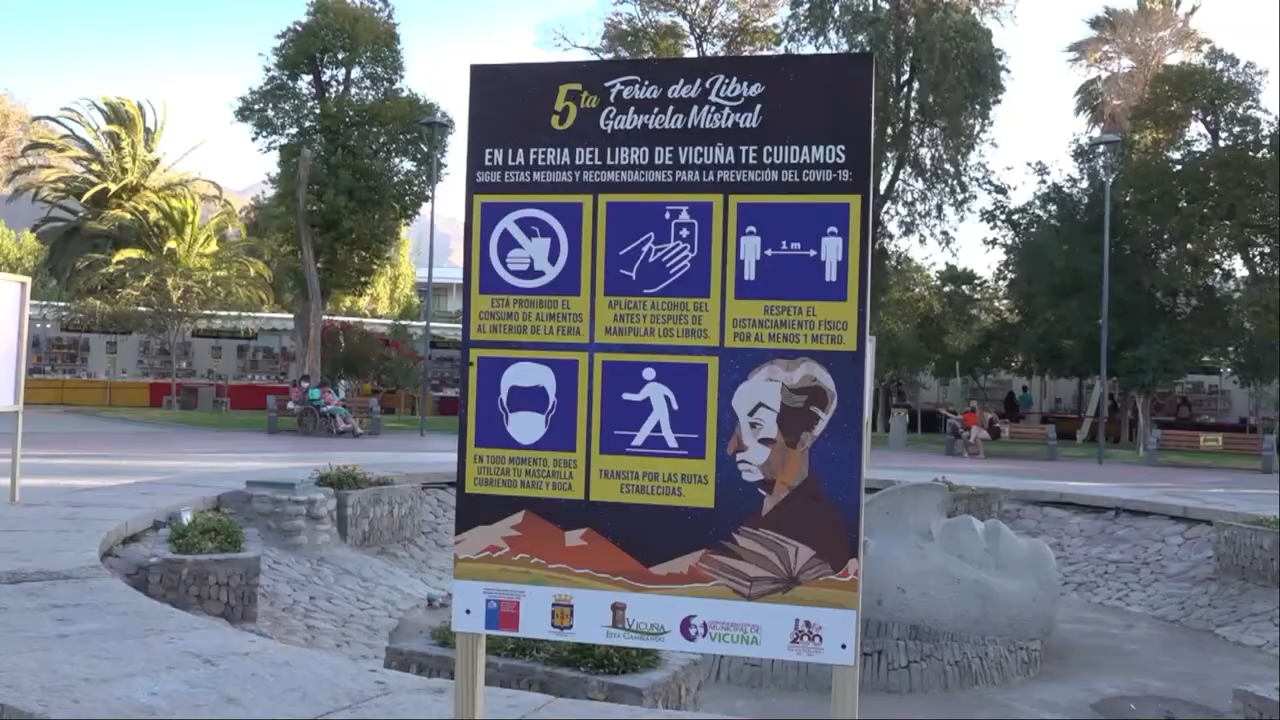 5ta Feria del Libro
Gabriela Mistral
EN LA FERIA DEL LIBRO DE VICUÑA TE CUIDAMOS
SIGUE ESTAS MEDIDAS Y RECOMENDACIONES PARA LA PREVENCIÓN DEL COVID-19:
ESTÁ PROHIBIDO EL
CONSUMO DE ALIMENTOS
AL INTERIOR DE LA FERIA.
APLÍCATE ALCOHOL GEL
ANTES Y DESPUÉS DE
MANIPULAR LOS LIBROS.
1 m
RESPETA EL
DISTANCIAMIENTO FÍSICO
POR AL MENOS 1 METRO.
EN TODO MOMENTO, DEBES
UTILIZAR TU MASCARILLA
CUBRIENDO NARIZ Y BOCA.
TRANSITA POR LAS RUTAS
ESTABLECIDAS.
VICUÑA
ESTÁ CAMBIANDO
MUNICIPAL DE
VICUÑA
200